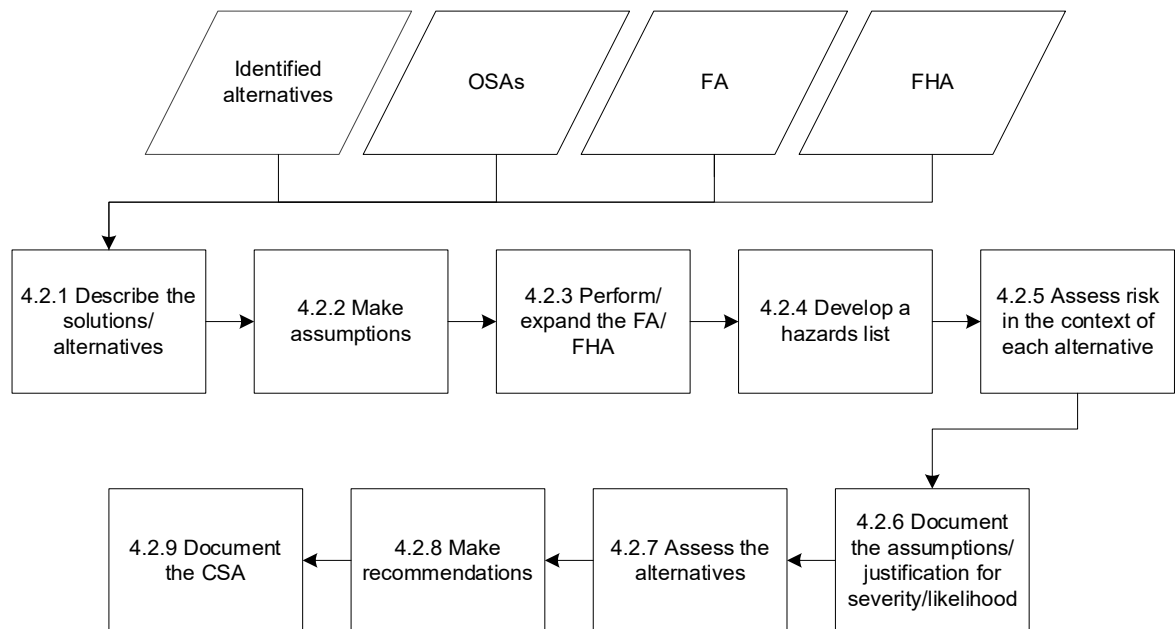 Identified
alternatives
OSAs
FA
FHA
4.2.1 Describe the
solutions/
alternatives
4.2.2 Make
assumptions
4.2.3 Perform/
expand the FA/
FHA
4.2.4 Develop a
hazards list
4.2.5 Assess risk
in the context of
each alternative
4.2.6 Document
the assumptions/
justification for
severity/likelihood
4.2.7 Assess the
alternatives
4.2.8 Make
recommendations
4.2.9 Document
the CSA